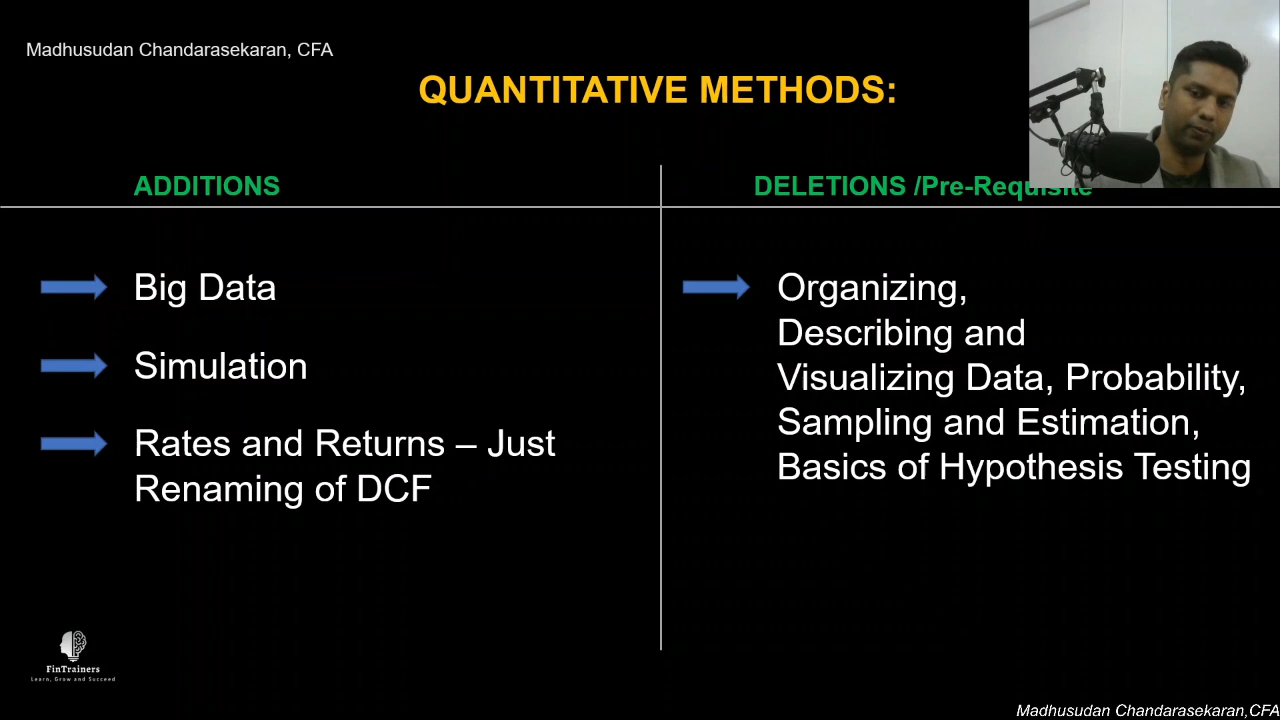 Madhusudan Chandarasekaran, CFA
QUANTITATIVE METHODS:
ADDITIONS
DELETIONS /Pre-Requisite
Big Data
Simulation
Rates and Returns – Just
Renaming of DCF
Organizing,
Describing and
Visualizing Data, Probability,
Sampling and Estimation,
Basics of Hypothesis Testing
FinTrainers
Learn, Grow and Succeed
Madhusudan Chandarasekaran,CFA